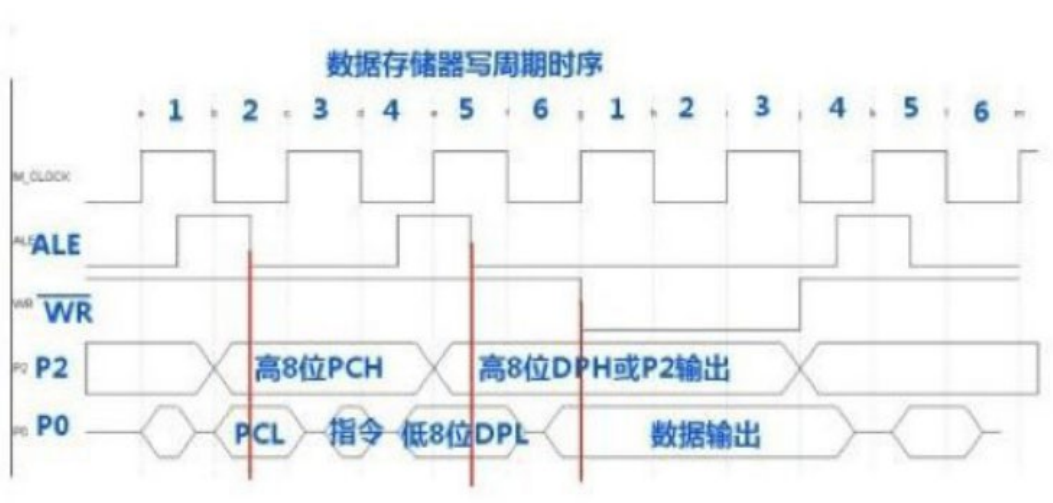 数据存储器写周期时序
1 2 3 4 5 6 1 2 3 4 5 6
M_CLOCK
ALE
WR
P2 高8位PCH 高8位DPH或P2输出
P0 PCL 指令 低8位DPL 数据输出